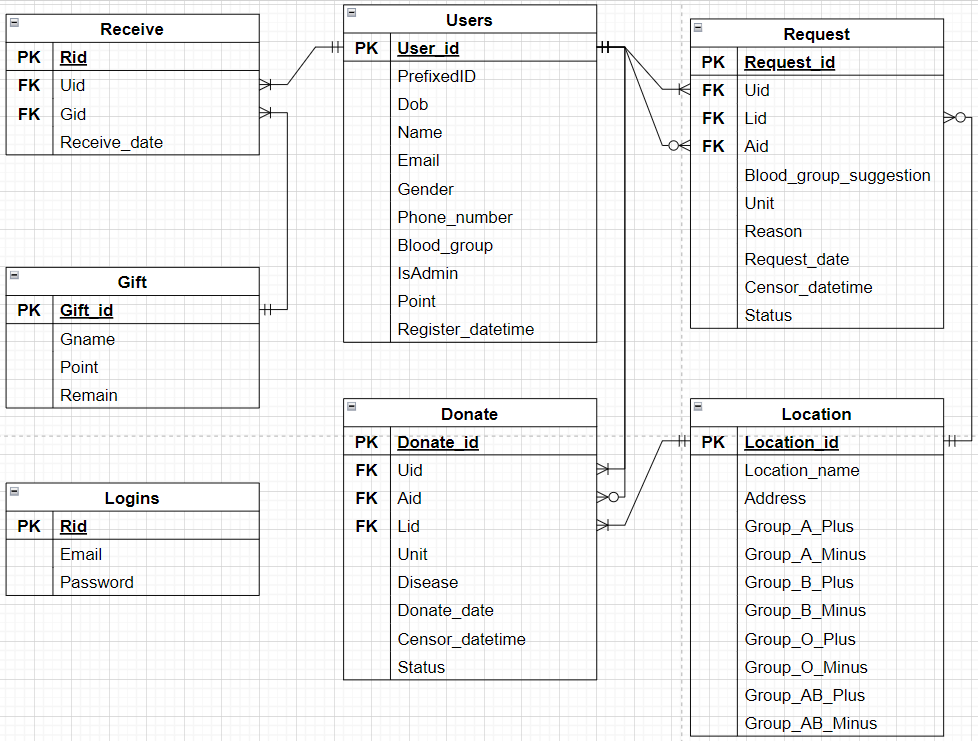 Receive
PK Rid
FK Uid
FK Gid
Receive_date
Users
PK User_id
PrefixedID
Dob
Name
Email
Gender
Phone_number
Blood_group
IsAdmin
Point
Register_datetime
Request
PK Request_id
FK Uid
FK Lid
FK Aid
Blood_group_suggestion
Unit
Reason
Request_date
Censor_datetime
Status
Gift
PK Gift_id
Gname
Point
Remain
Logins
PK Rid
Email
Password
Donate
PK Donate_id
FK Uid
FK Aid
FK Lid
Unit
Disease
Donate_date
Censor_datetime
Status
Location
PK Location_id
Location_name
Address
Group_A_Plus
Group_A_Minus
Group_B_Plus
Group_B_Minus
Group_O_Plus
Group_O_Minus
Group_AB_Plus
Group_AB_Minus